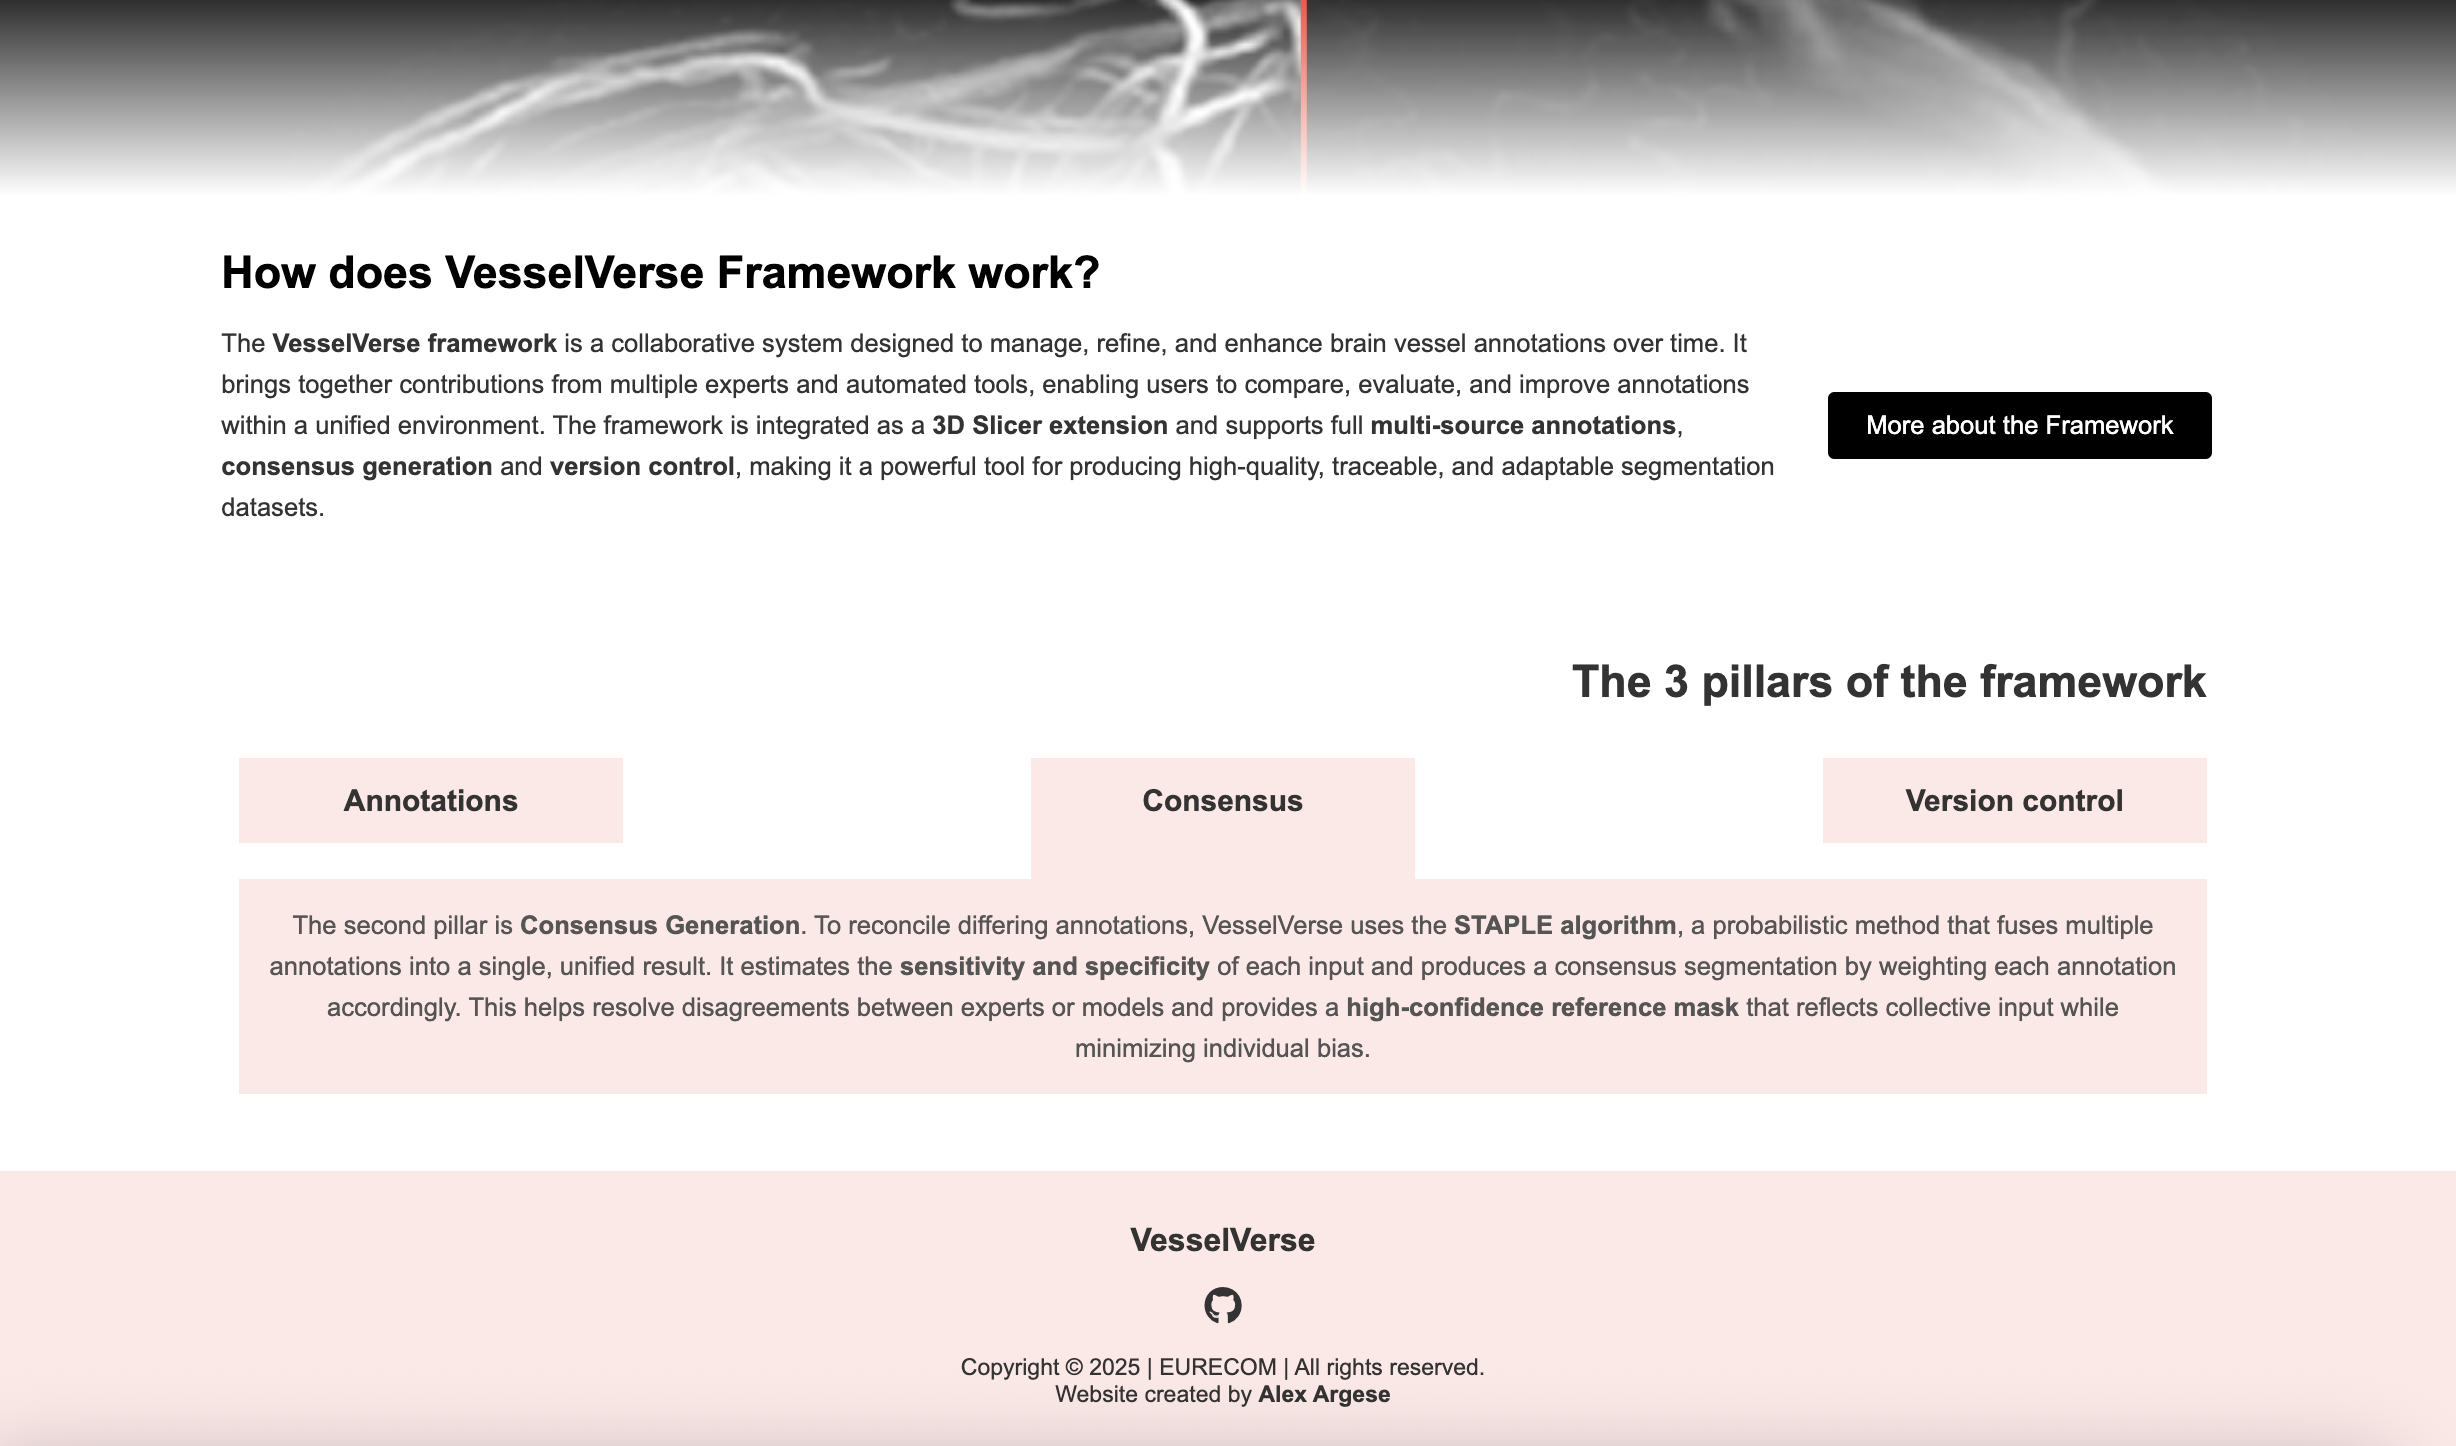 How does VesselVerse Framework work?
The VesselVerse framework is a collaborative system designed to manage, refine, and enhance brain vessel annotations over time. It
brings together contributions from multiple experts and automated tools, enabling users to compare, evaluate, and improve annotations
within a unified environment. The framework is integrated as a 3D Slicer extension and supports full multi-source annotations,
consensus generation and version control, making it a powerful tool for producing high-quality, traceable, and adaptable segmentation
datasets.
More about the Framework
The 3 pillars of the framework
Annotations
Consensus
Version control
The second pillar is Consensus Generation. To reconcile differing annotations, VesselVerse uses the STAPLE algorithm, a probabilistic method that fuses multiple
annotations into a single, unified result. It estimates the sensitivity and specificity of each input and produces a consensus segmentation by weighting each annotation
accordingly. This helps resolve disagreements between experts or models and provides a high-confidence reference mask that reflects collective input while
minimizing individual bias.
VesselVerse
Copyright © 2025 | EURECOM | All rights reserved.
Website created by Alex Argese